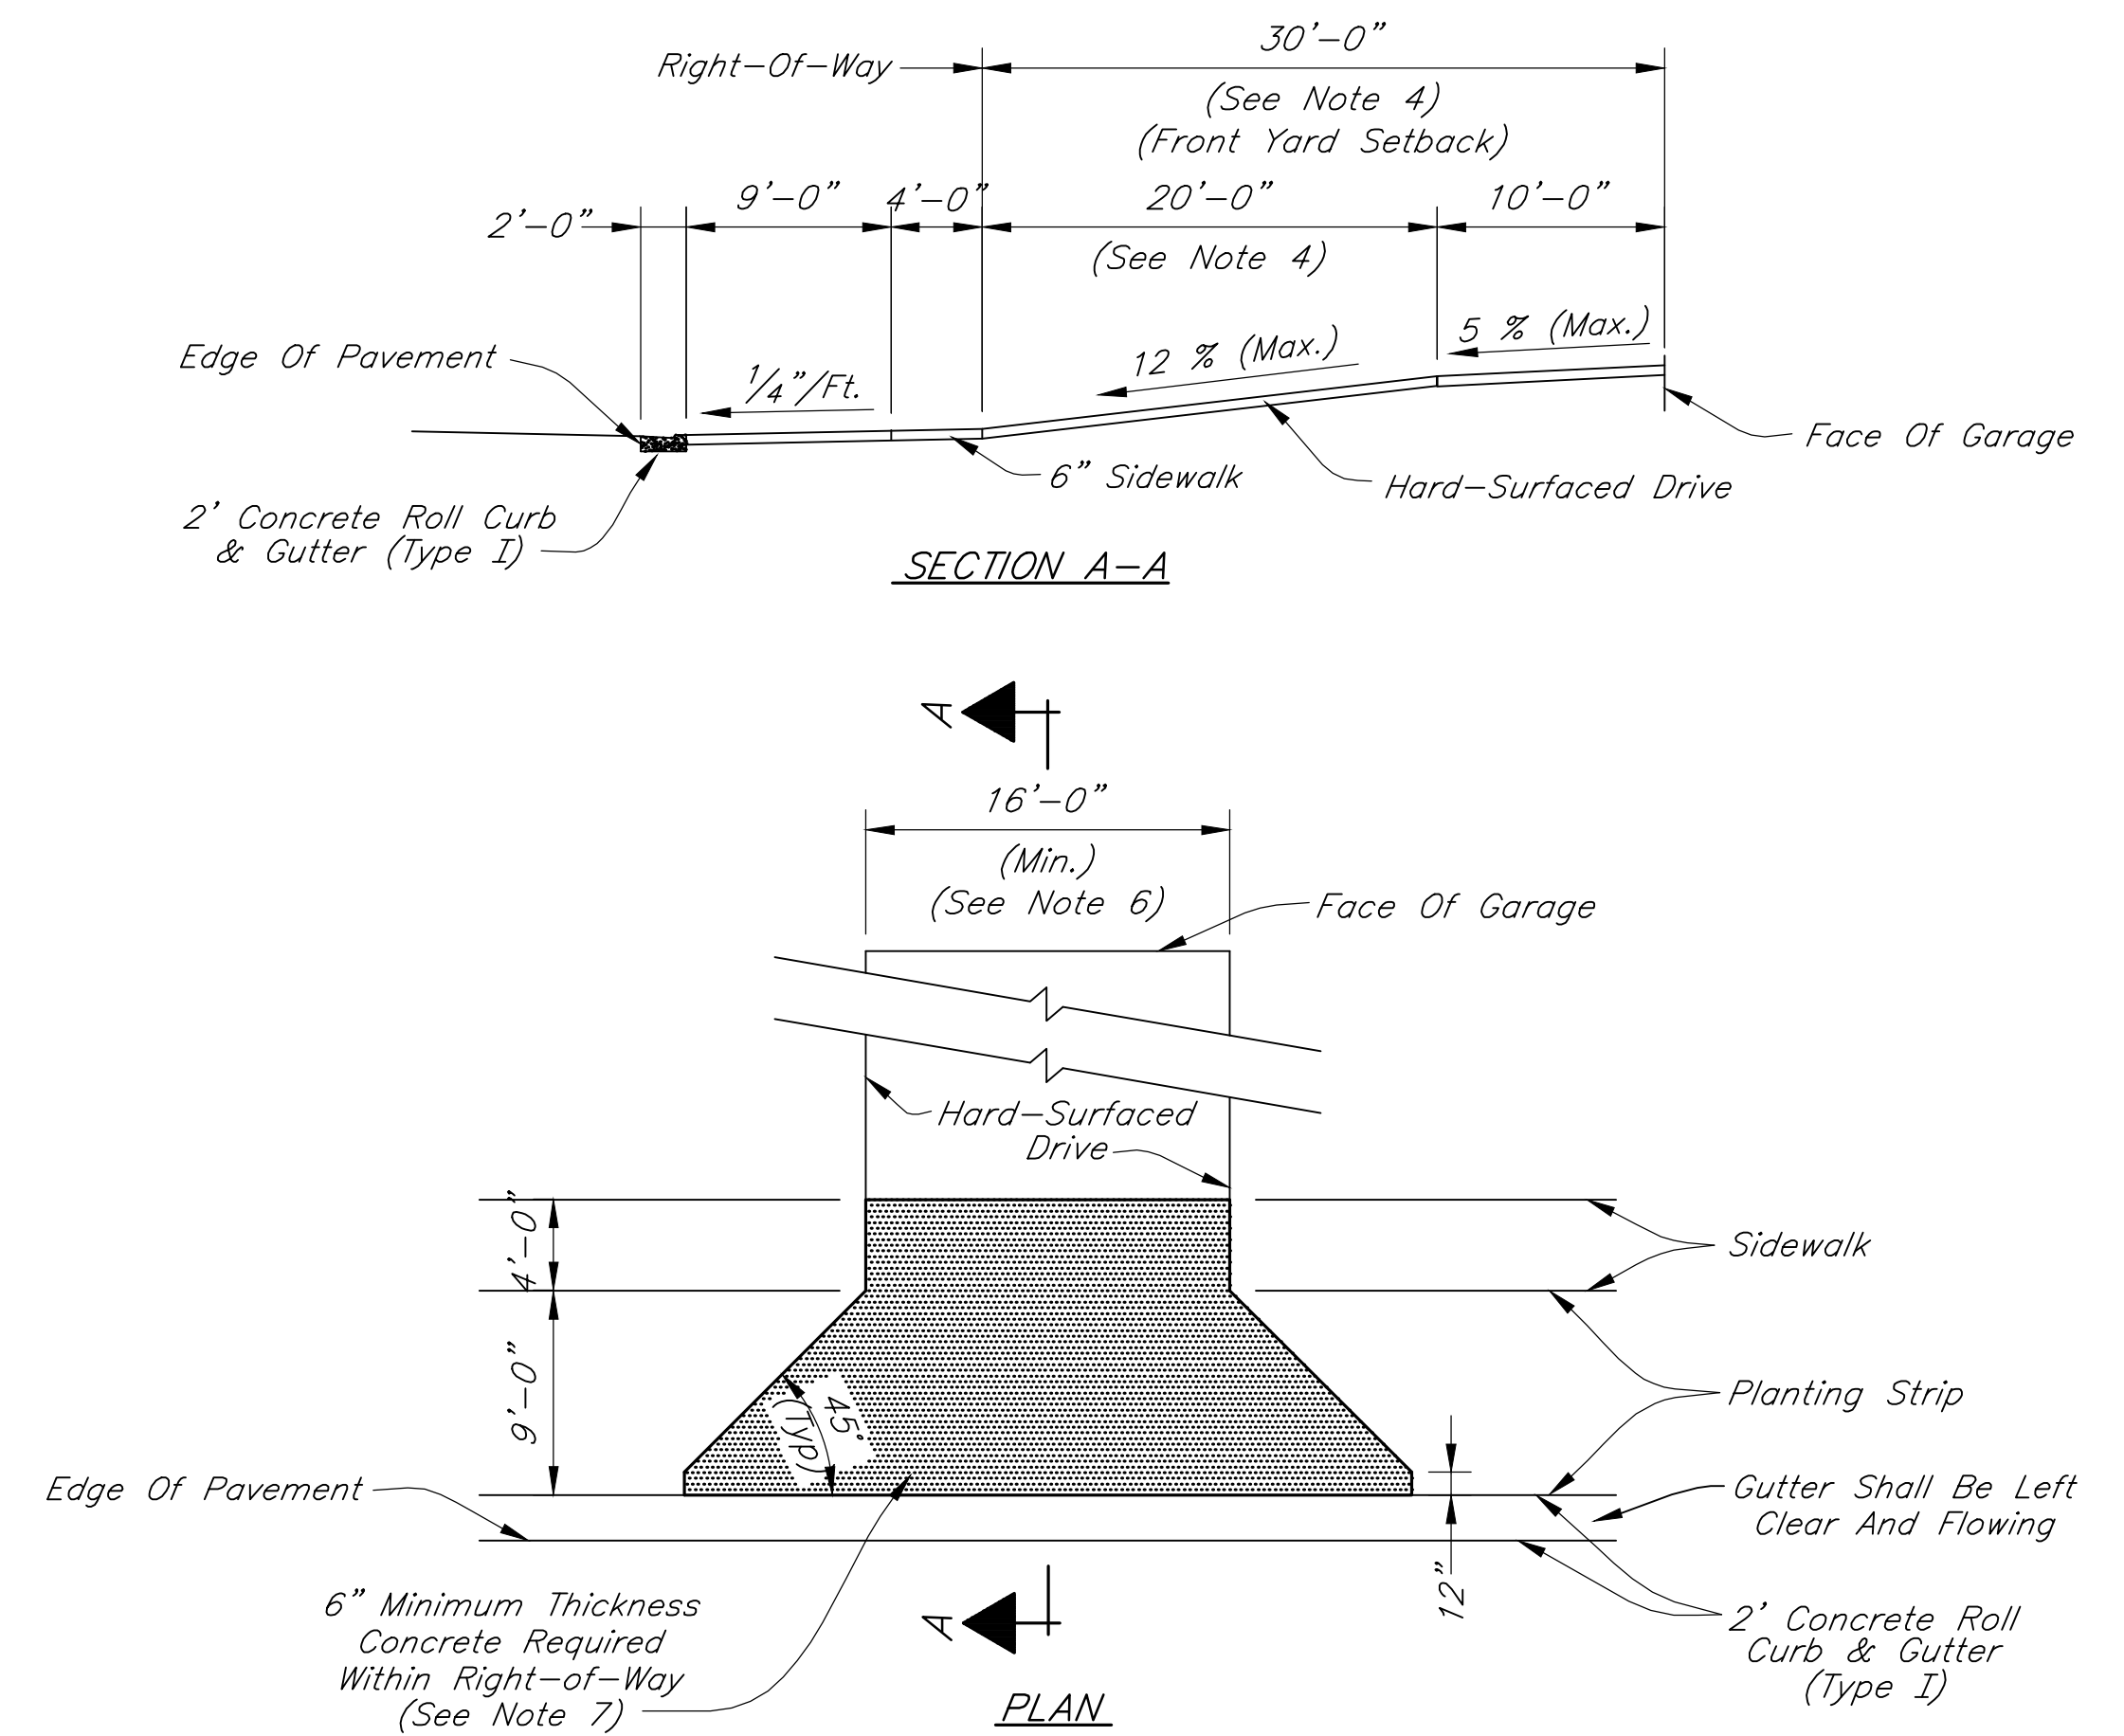 30'-0"
Right-Of-Way
(See Note 4)
(Front Yard Setback)
2'-0"
9'-0"
4'-0"
20'-0"
10'-0"
(See Note 4)
5 % (Max.)
12 % (Max.)
1/4"/Ft.
Edge Of Pavement
Face Of Garage
6" Sidewalk
Hard-Surfaced Drive
2' Concrete Roll Curb
& Gutter (Type I)
SECTION A-A
A
16'-0"
(Min.)
(See Note 6)
Face Of Garage
Hard-Surfaced
Drive
4'-0"
Sidewalk
9'-0"
45°
(Typ)
Planting Strip
Edge Of Pavement
Gutter Shall Be Left
Clear And Flowing
12"
6" Minimum Thickness
Concrete Required
Within Right-of-Way
(See Note 7)
A
2' Concrete Roll
Curb & Gutter
(Type I)
PLAN